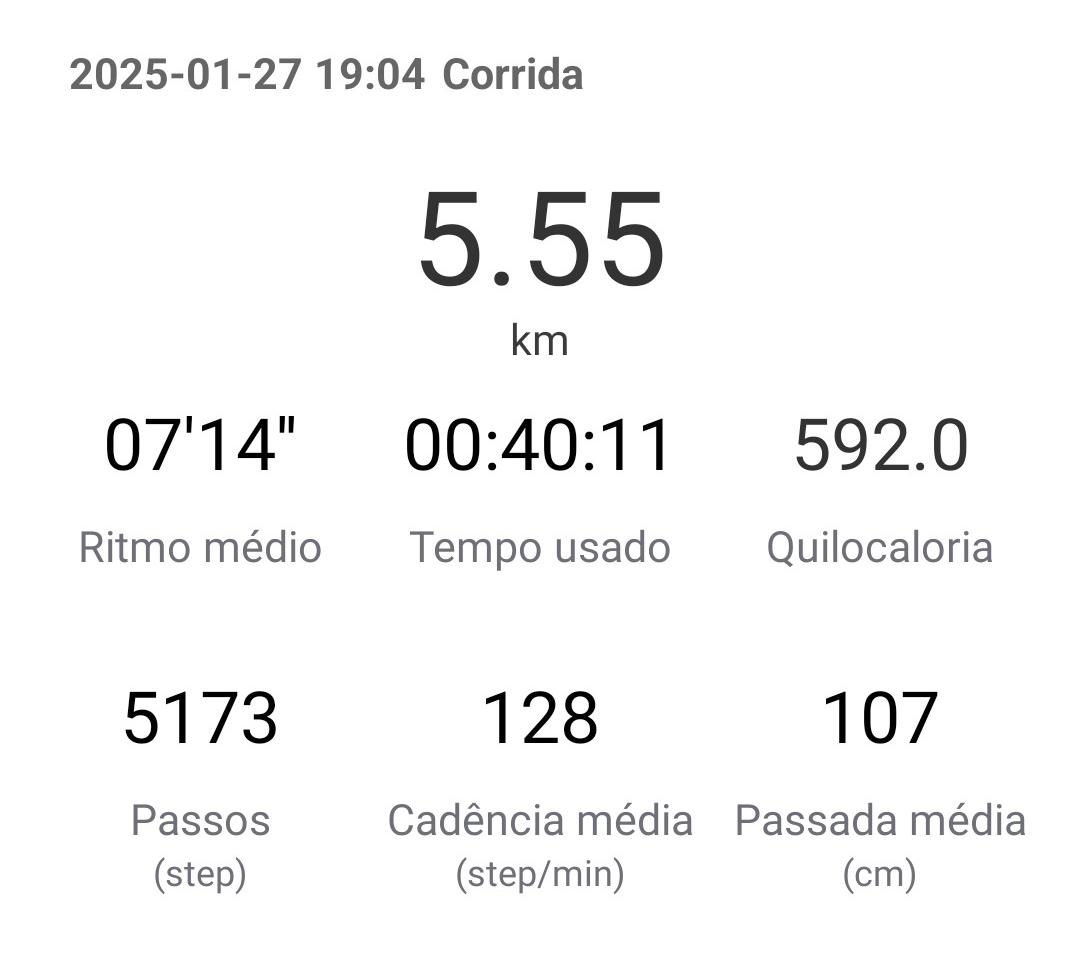 2025-01-27 19:04 Corrida
5.55
km
07'14" 00:40:11 592.0
Ritmo médio Tempo usado Quilocaloria
5173 128 107
Passos Cadência média Passada média
(step) (step/min) (cm)